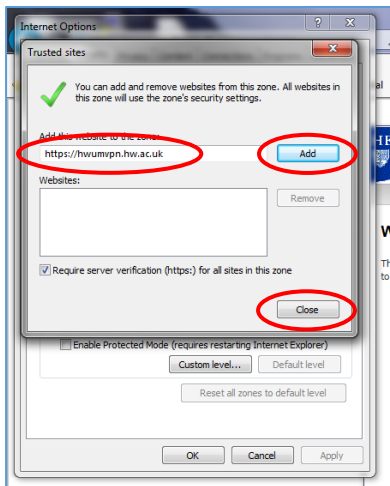 Internet Options
Trusted sites
You can add and remove websites from this zone. All websites in
this zone will use the zone's security settings.
Add this website to the zone:
https://hwumvpn.hw.ac.uk
Add
Websites:
Remove
Require server verification (https:) for all sites in this zone
Close
Enable Protected Mode (requires restarting Internet Explorer)
Custom level...
Default level
Reset all zones to default level
OK
Cancel
Apply